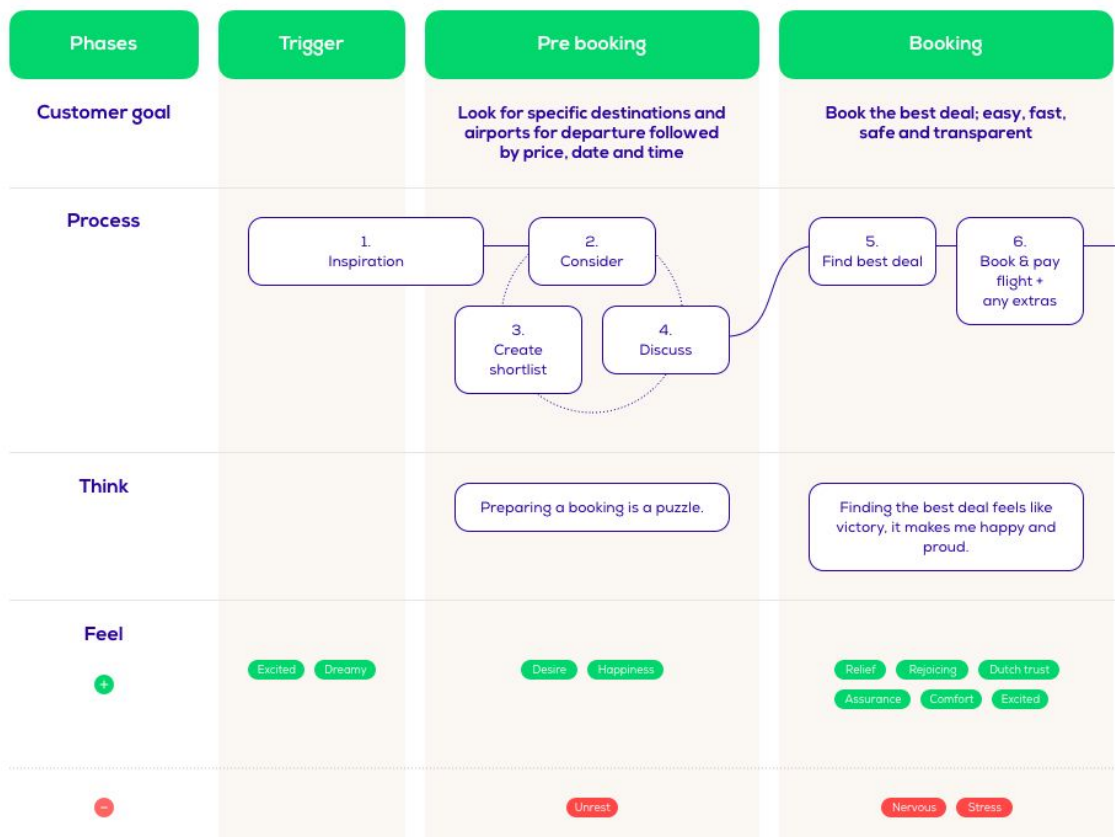 Phases
Trigger
Pre booking
Booking
Customer goal
Look for specific destinations and
airports for departure followed
by price, date and time
Book the best deal; easy, fast,
safe and transparent
Process
1.
Inspiration
2.
Consider
3.
Create
shortlist
4.
Discuss
5.
Find best deal
6.
Book & pay
flight +
any extras
Think
Preparing a booking is a puzzle.
Finding the best deal feels like
victory, it makes me happy and
proud.
Feel
+
Excited
Dreamy
Desire
Happiness
Relief
Rejoicing
Dutch trust
Assurance
Comfort
Excited
−
Unrest
Nervous
Stress